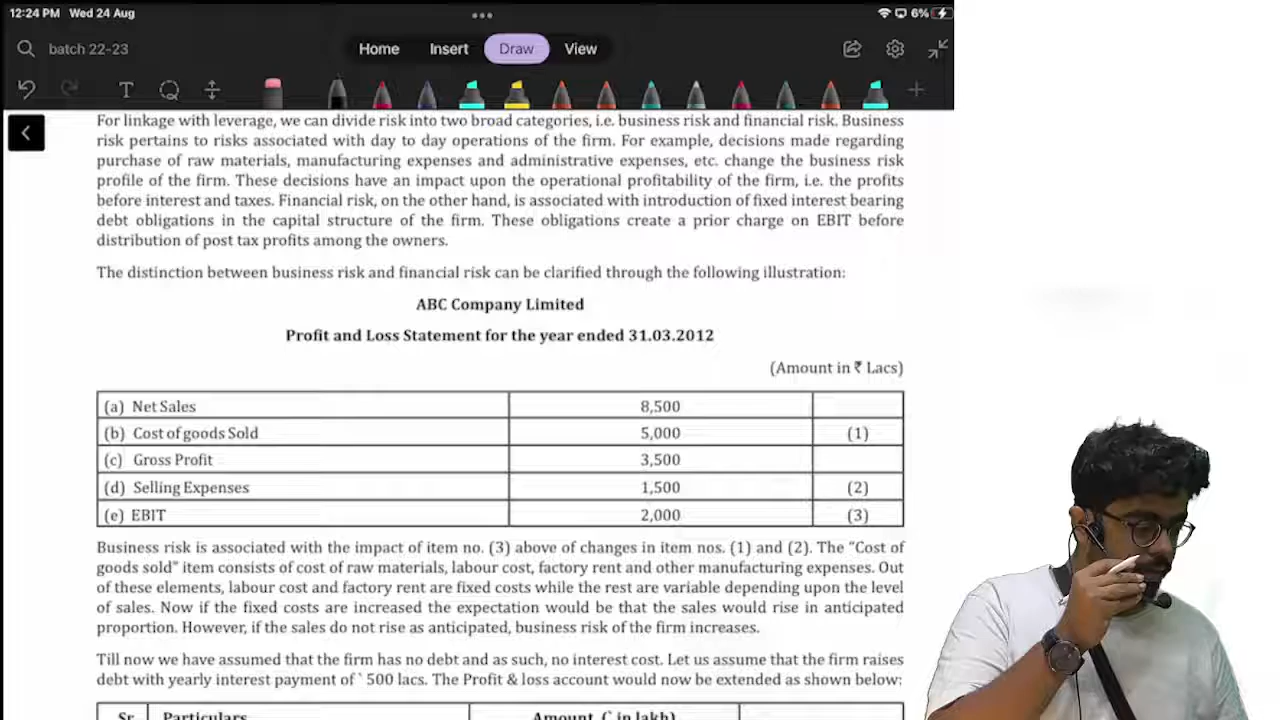 12:24 PM Wed 24 Aug
6%
batch 22-23
Home Insert Draw View
For linkage with leverage, we can divide risk into two broad categories, i.e. business risk and financial risk. Business
risk pertains to risks associated with day to day operations of the firm. For example, decisions made regarding
purchase of raw materials, manufacturing expenses and administrative expenses, etc. change the business risk
profile of the firm. These decisions have an impact upon the operational profitability of the firm, i.e. the profits
before interest and taxes. Financial risk, on the other hand, is associated with introduction of fixed interest bearing
debt obligations in the capital structure of the firm. These obligations create a prior charge on EBIT before
distribution of post tax profits among the owners.
The distinction between business risk and financial risk can be clarified through the following illustration:
ABC Company Limited
Profit and Loss Statement for the year ended 31.03.2012
(Amount in ₹ Lacs)
(a) Net Sales 8,500
(b) Cost of goods Sold 5,000 (1)
(c) Gross Profit 3,500
(d) Selling Expenses 1,500 (2)
(e) EBIT 2,000 (3)
Business risk is associated with the impact of item no. (3) above of changes in item nos. (1) and (2). The “Cost of
goods sold” item consists of cost of raw materials, labour cost, factory rent and other manufacturing expenses. Out
of these elements, labour cost and factory rent are fixed costs while the rest are variable depending upon the level
of sales. Now if the fixed costs are increased the expectation would be that the sales would rise in anticipated
proportion. However, if the sales do not rise as anticipated, business risk of the firm increases.
Till now we have assumed that the firm has no debt and as such, no interest cost. Let us assume that the firm raises
debt with yearly interest payment of ` 500 lacs. The Profit & loss account would now be extended as shown below:
Sr. Particulars Amount (` in lakh)